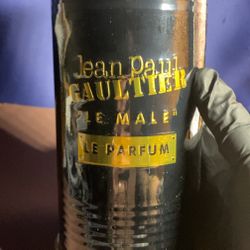 Jean Paul
GAULTIER
"LE MALE"
LE PARFUM